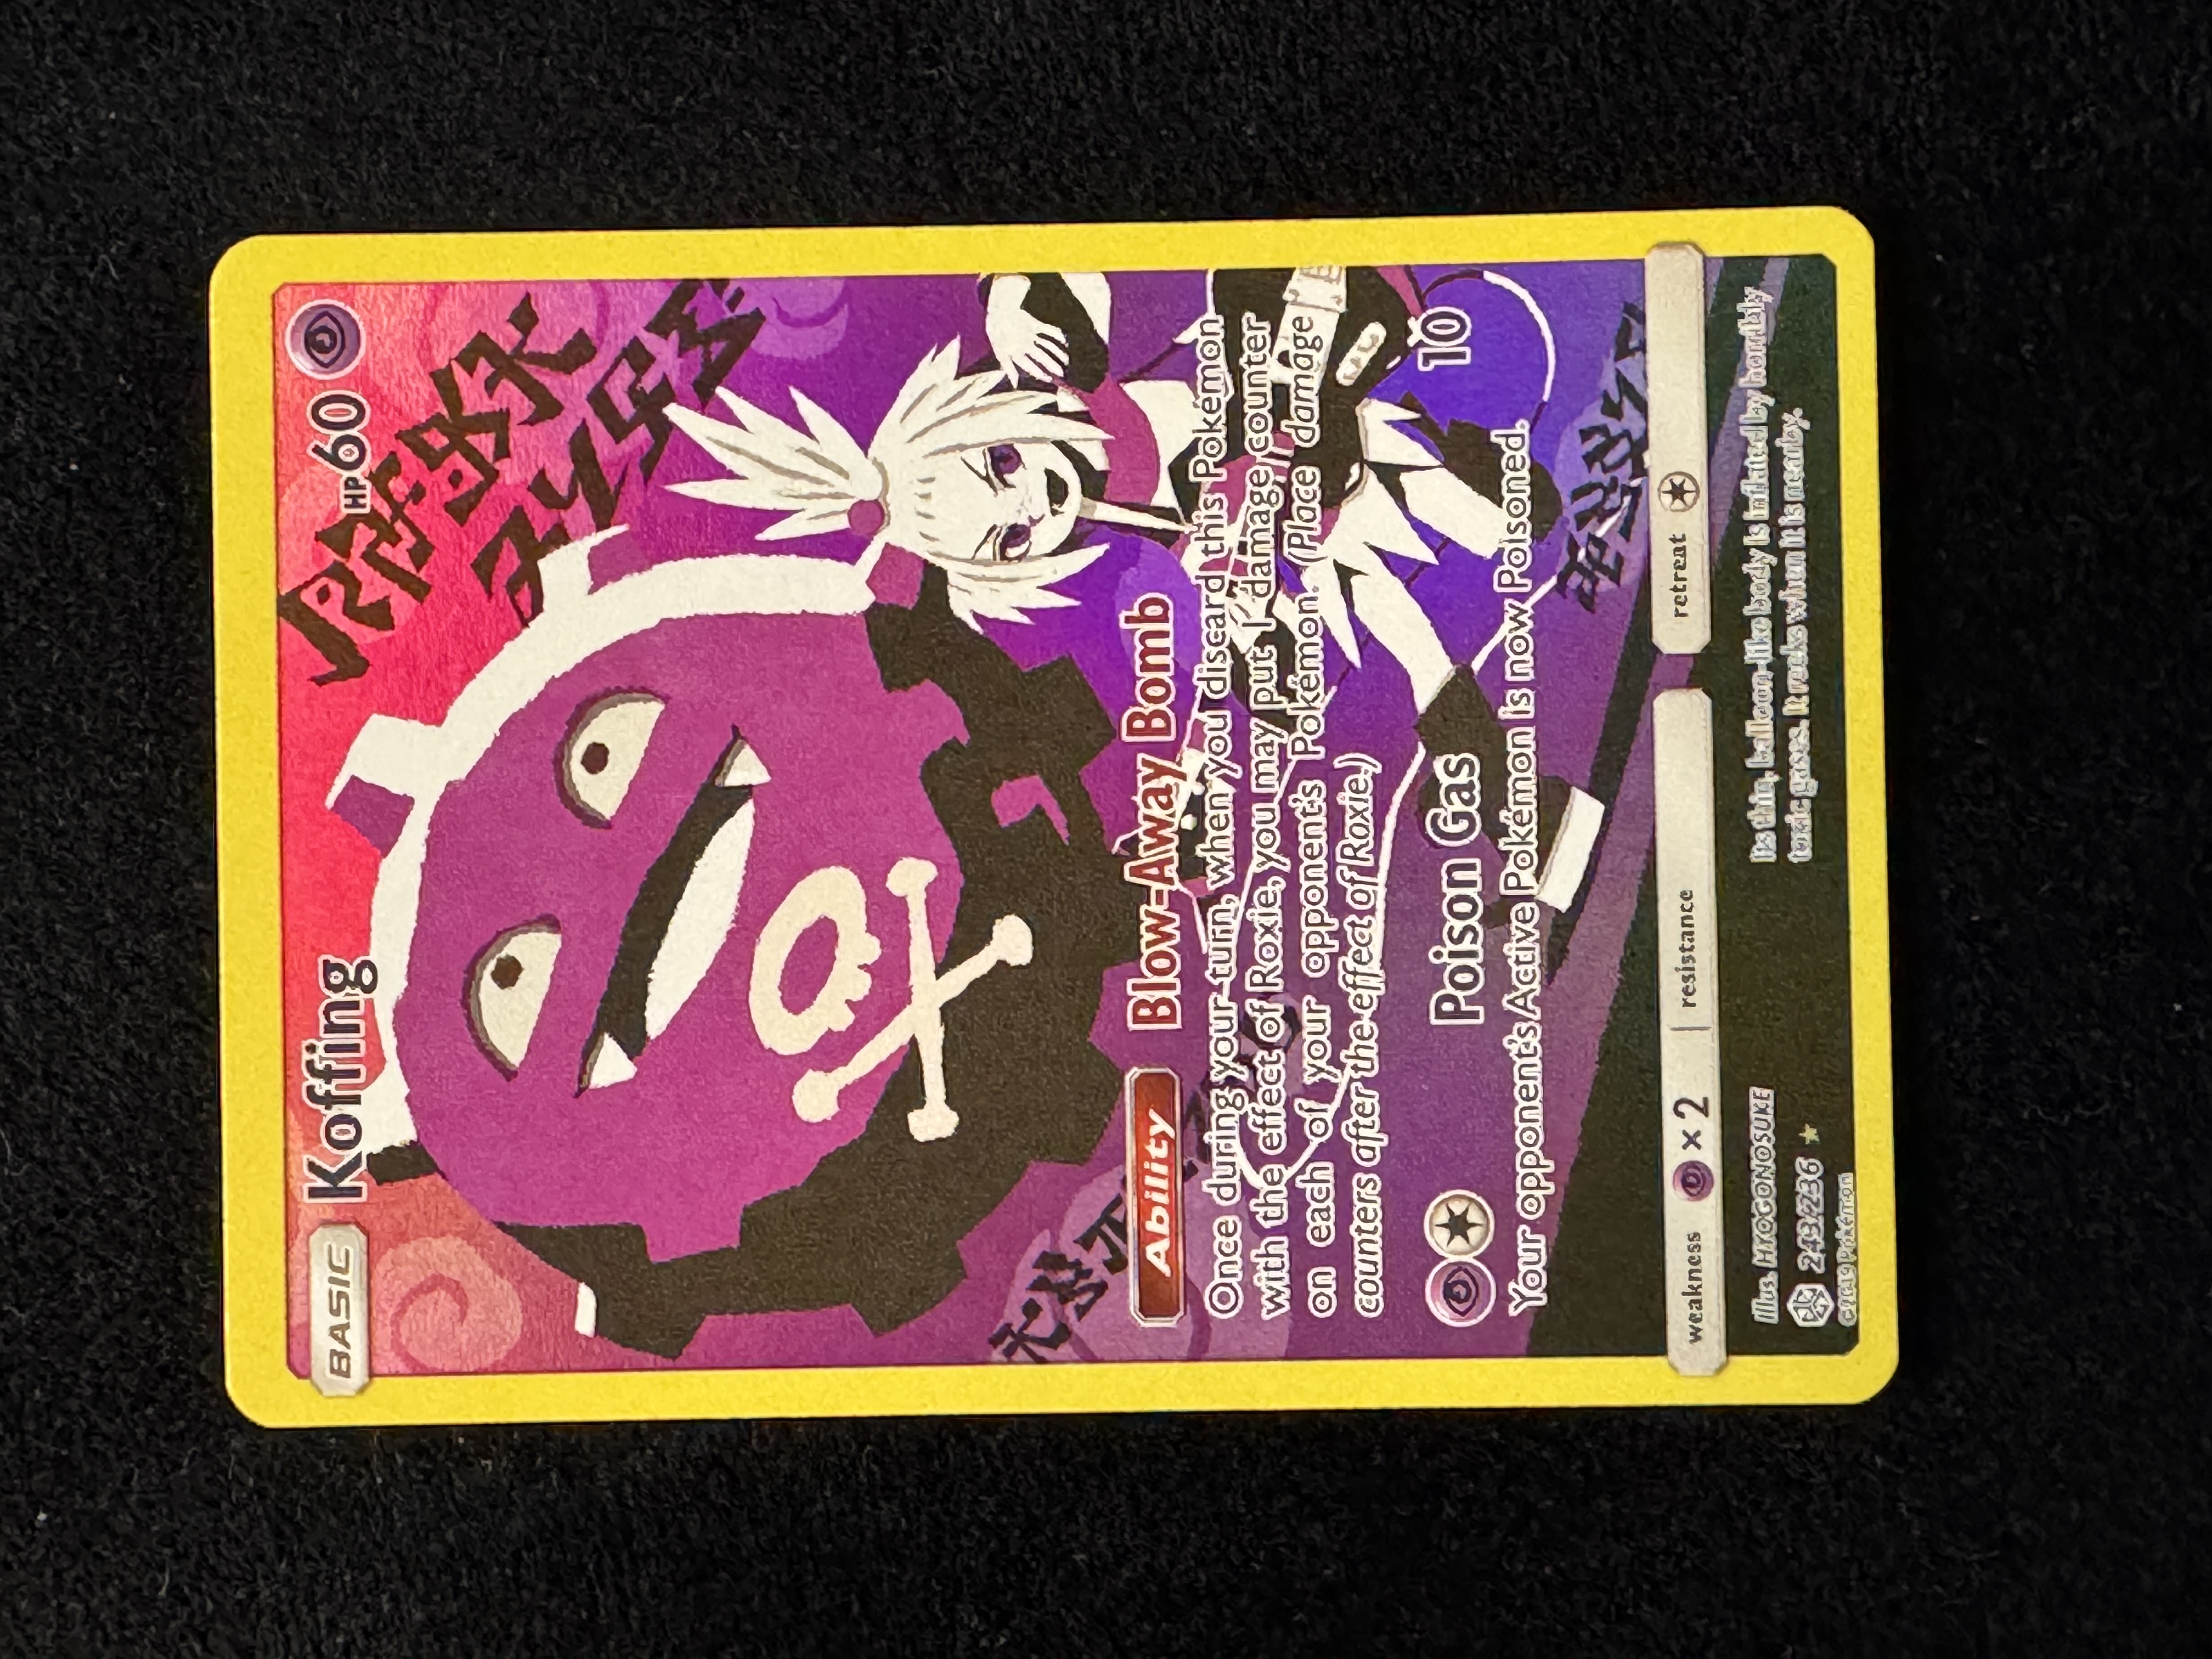 BASIC
Koffing
HP 60
Ability Blow-Away Bomb
Once during your turn, when you discard this Pokémon
with the effect of Roxie, you may put 1 damage counter
on each of your opponent's Pokémon. (Place damage
counters after the effect of Roxie.)
Poison Gas 10
Your opponent's Active Pokémon is now Poisoned.
weakness ×2 resistance retreat
Illus. HYOGONOSUKE
243/236
©2019 Pokémon
Its thin, balloon-like body is inflated by horribly
toxic gases. It reeks when it is nearby.